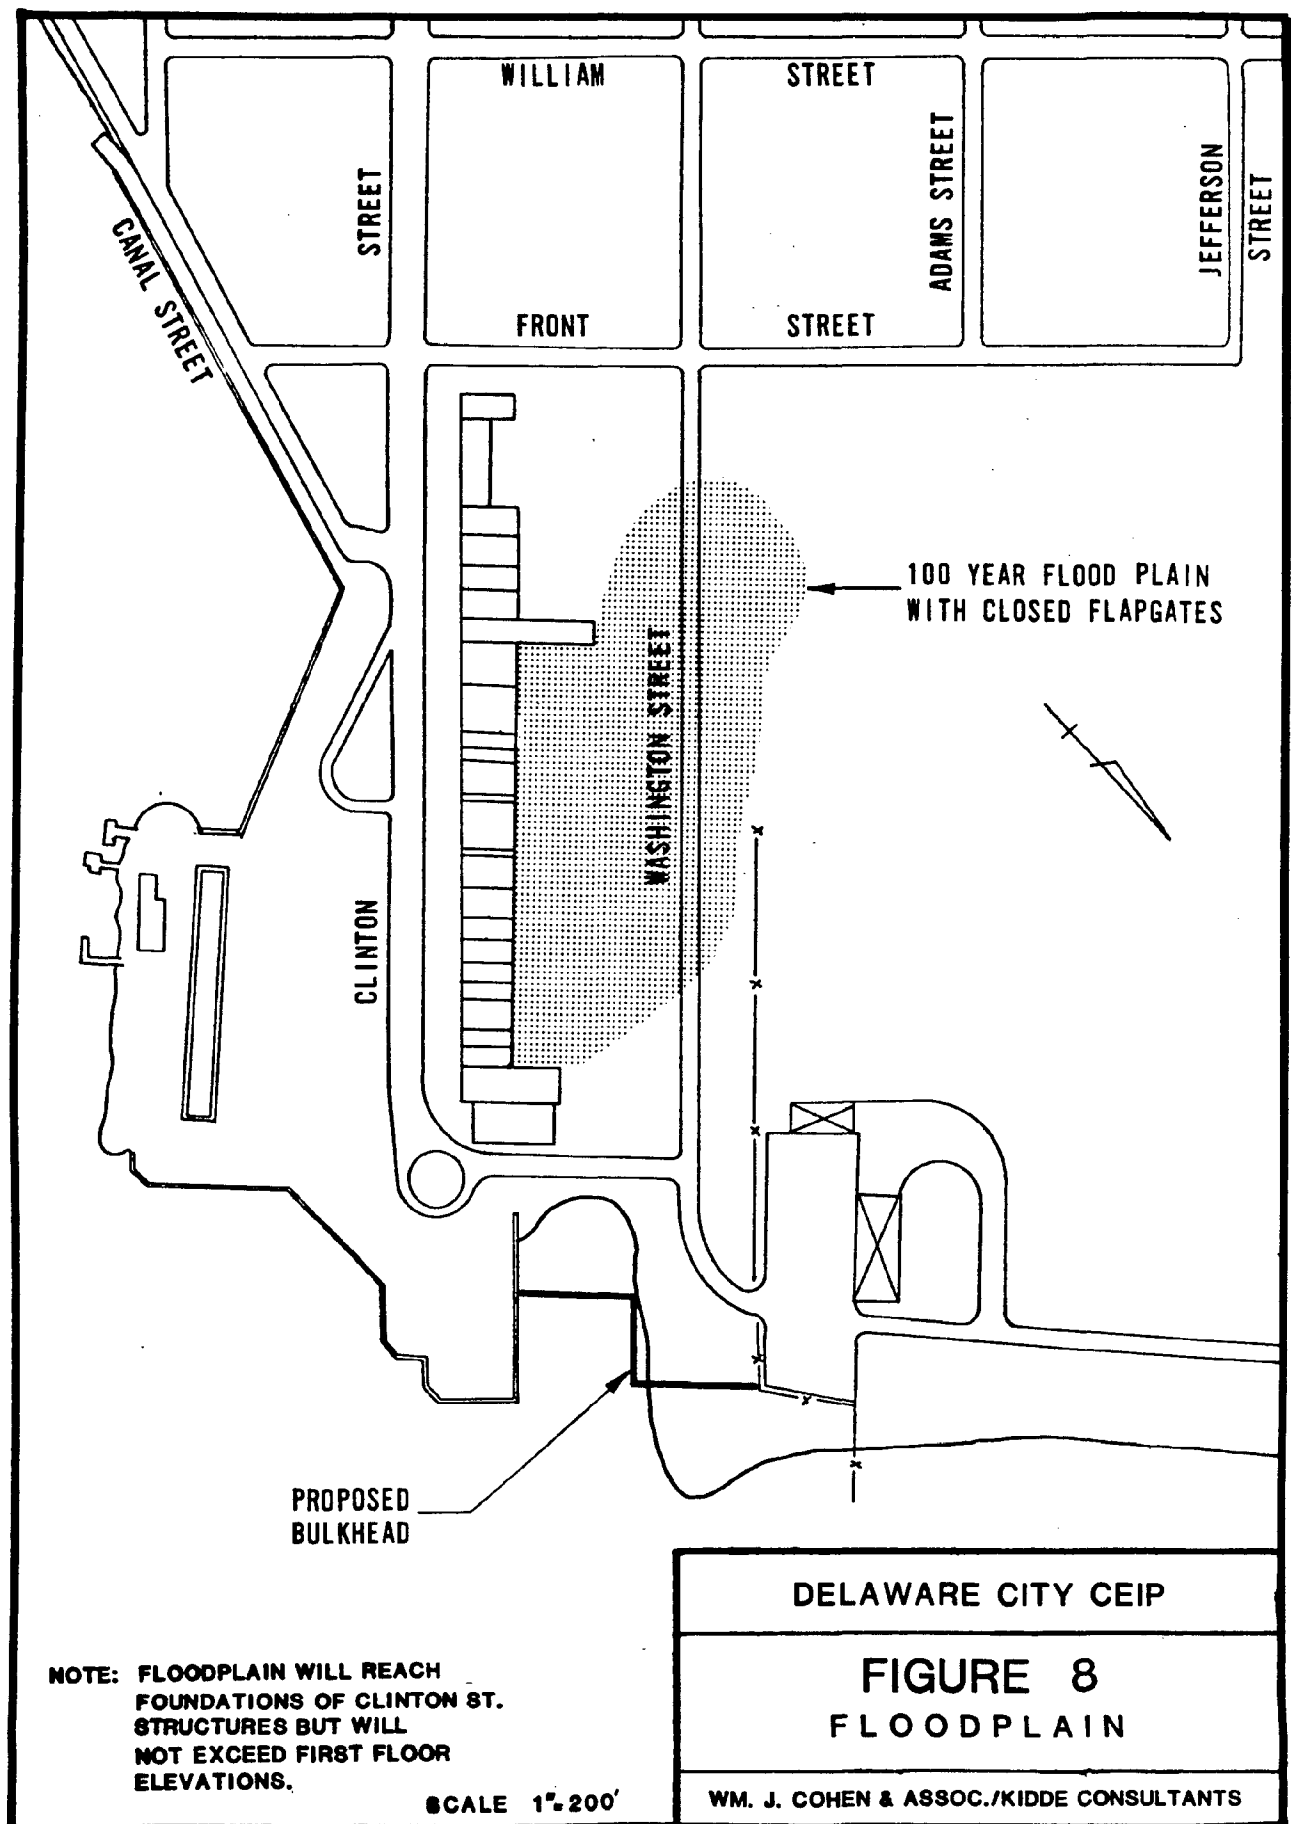 WILLIAM STREET
STREET
ADAMS STREET
JEFFERSON
STREET
CANAL STREET
FRONT STREET
100 YEAR FLOOD PLAIN
WITH CLOSED FLAPGATES
WASHINGTON STREET
CLINTON
PROPOSED
BULKHEAD
NOTE: FLOODPLAIN WILL REACH
FOUNDATIONS OF CLINTON ST.
STRUCTURES BUT WILL
NOT EXCEED FIRST FLOOR
ELEVATIONS.
SCALE 1"=200'
DELAWARE CITY CEIP
FIGURE 8
FLOODPLAIN
WM. J. COHEN & ASSOC./KIDDE CONSULTANTS